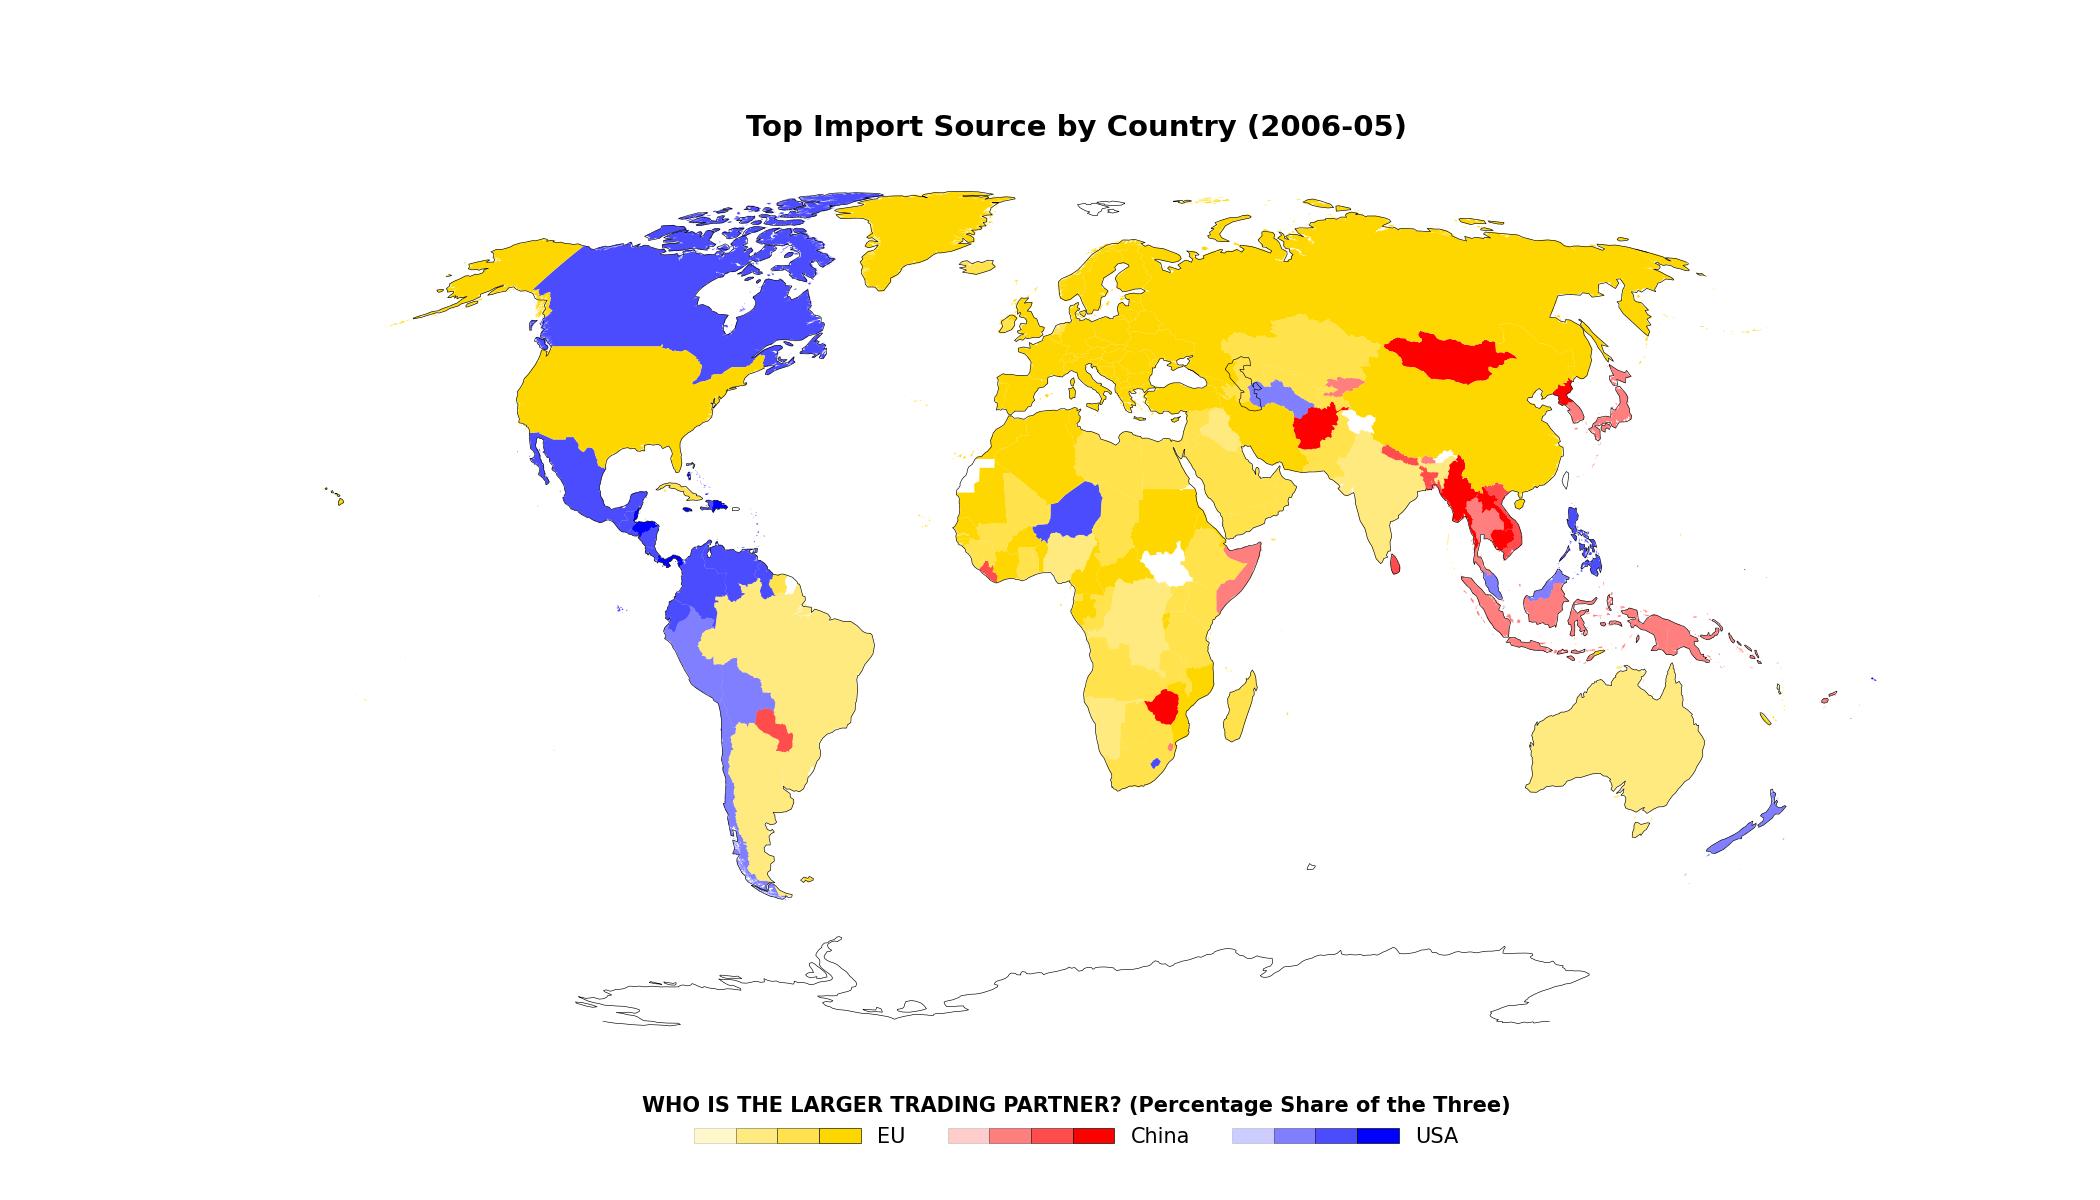 Top Import Source by Country (2006-05)
WHO IS THE LARGER TRADING PARTNER? (Percentage Share of the Three)
EU China USA